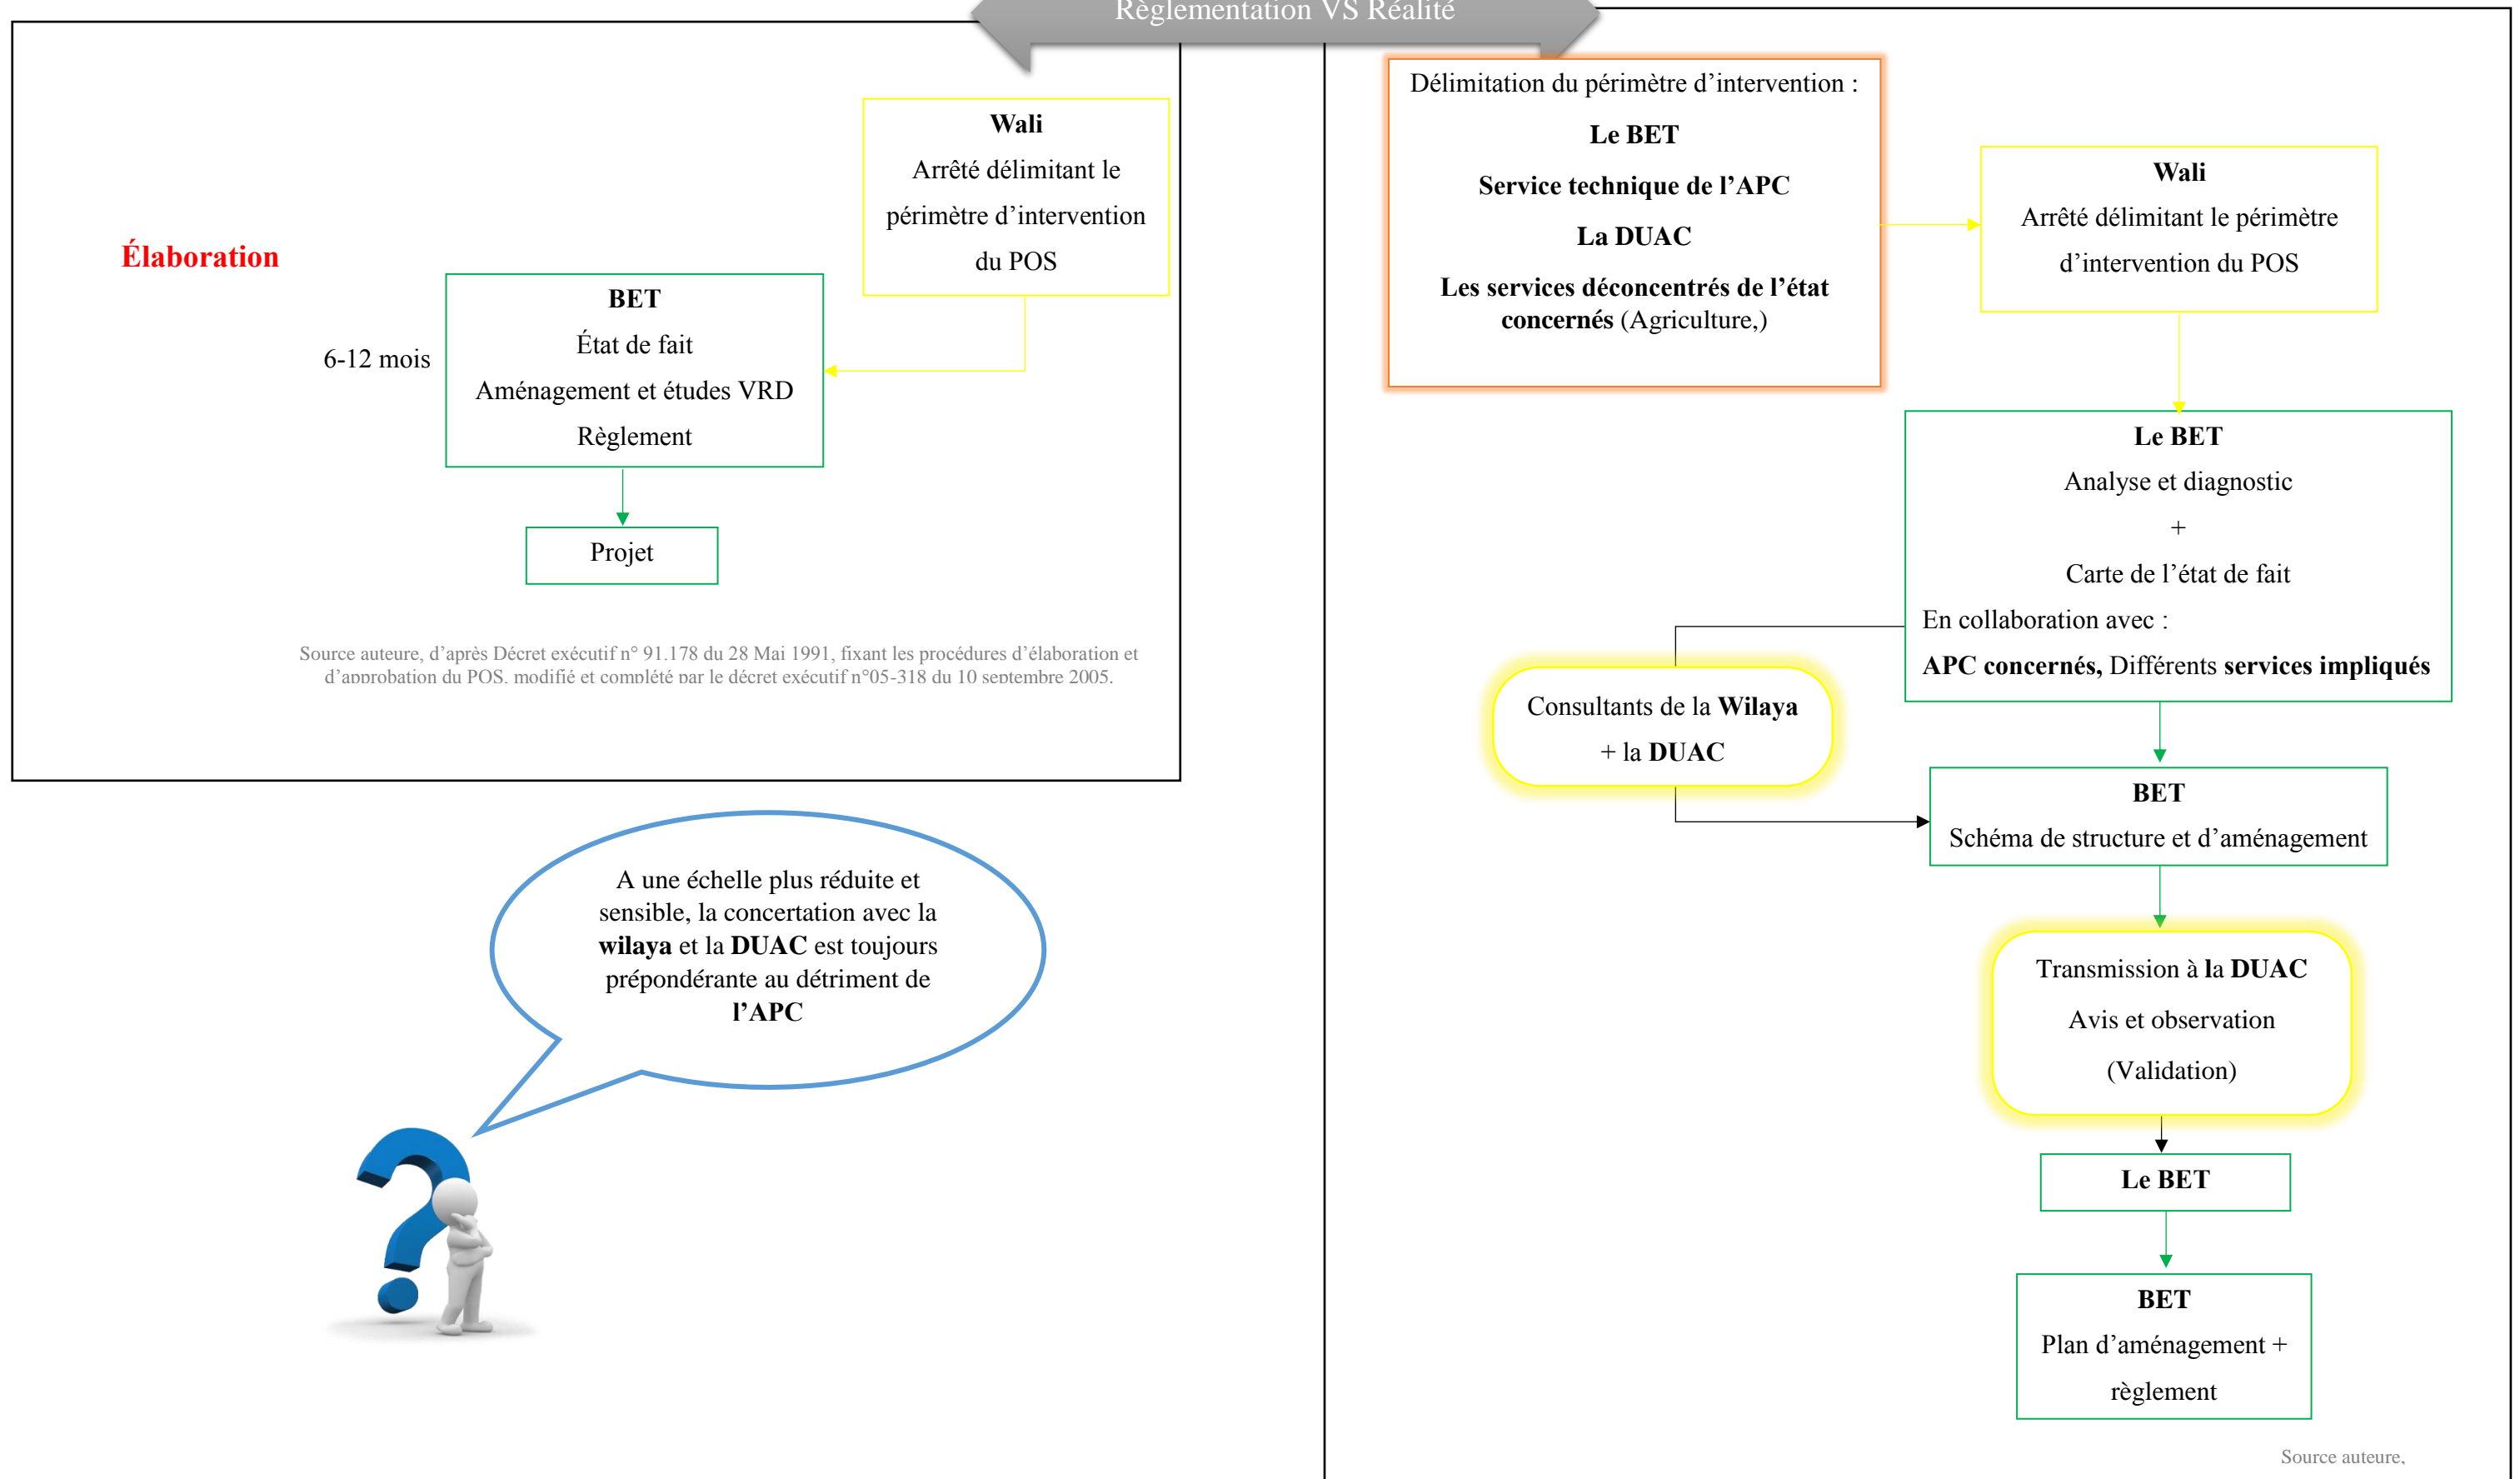 Règlementation VS Réalité
Élaboration
Wali
Arrêté délimitant le
périmètre d’intervention
du POS
6-12 mois
BET
État de fait
Aménagement et études VRD
Règlement
Projet
Source auteure, d’après Décret exécutif n° 91.178 du 28 Mai 1991, fixant les procédures d’élaboration et
d’approbation du POS, modifié et complété par le décret exécutif n°05-318 du 10 septembre 2005.
A une échelle plus réduite et
sensible, la concertation avec la
wilaya et la DUAC est toujours
prépondérante au détriment de
l’APC
Délimitation du périmètre d’intervention :
Le BET
Service technique de l’APC
La DUAC
Les services déconcentrés de l’état
concernés (Agriculture,)
Wali
Arrêté délimitant le périmètre
d’intervention du POS
Le BET
Analyse et diagnostic
+
Carte de l’état de fait
En collaboration avec :
APC concernés, Différents services impliqués
Consultants de la Wilaya
+ la DUAC
BET
Schéma de structure et d’aménagement
Transmission à la DUAC
Avis et observation
(Validation)
Le BET
BET
Plan d’aménagement +
règlement
Source auteure,